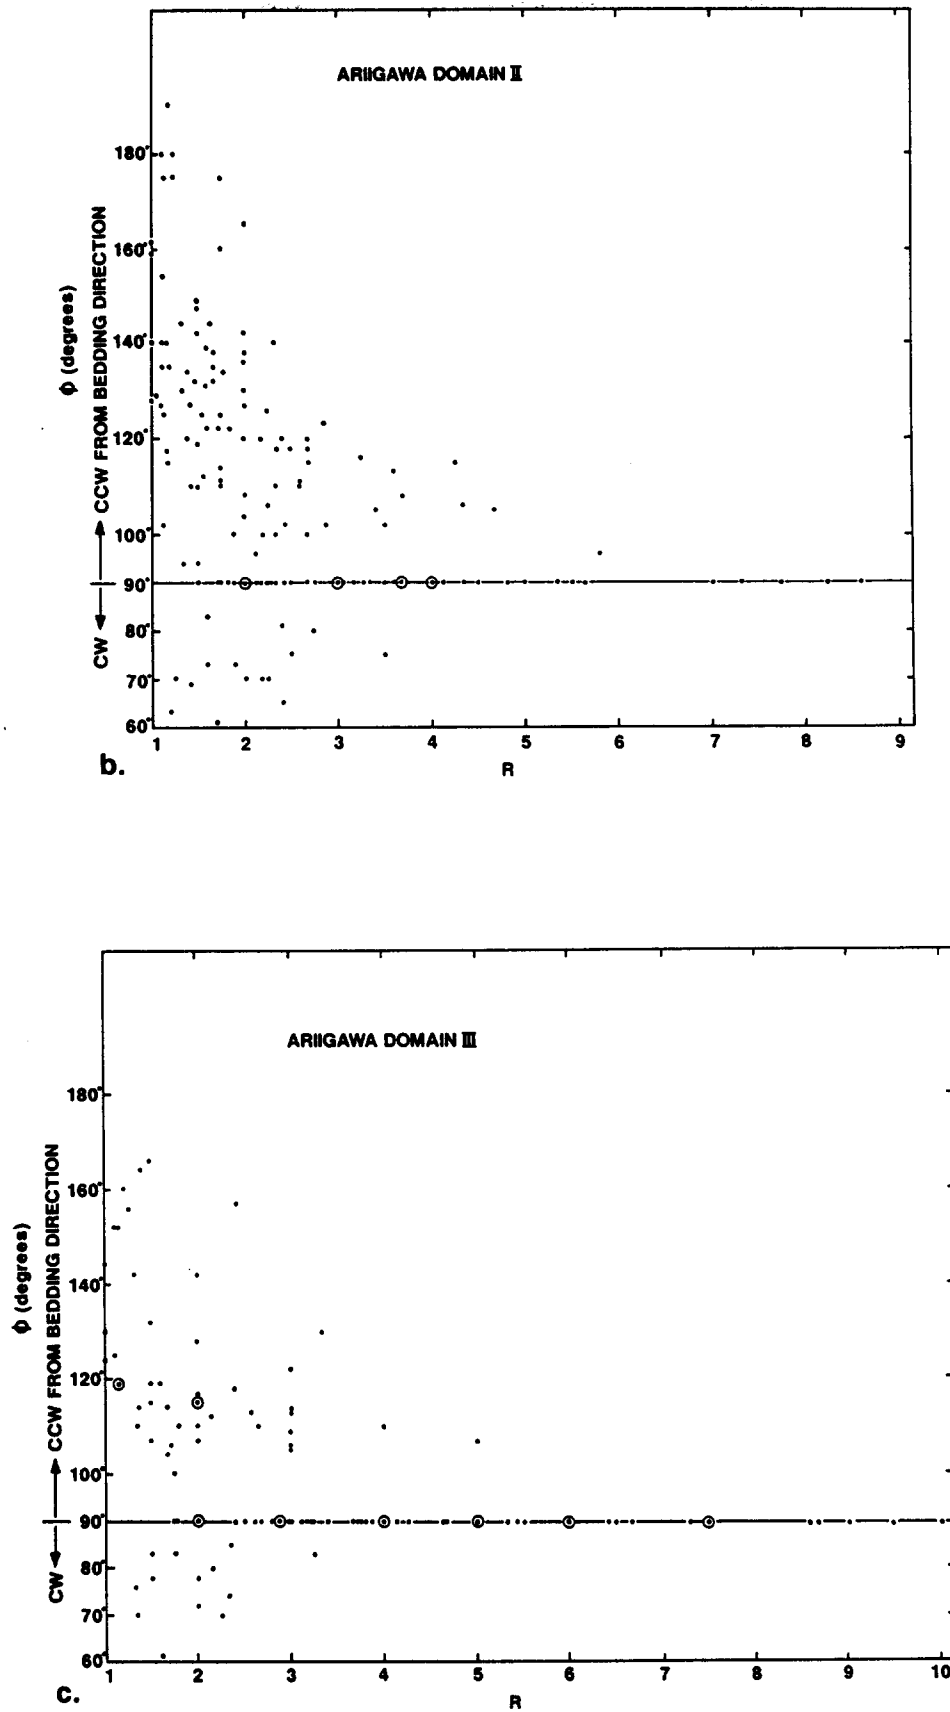 ARIIGAWA DOMAIN II
180°
160°
140°
120°
100°
90°
80°
70°
60°
ϕ (degrees)
CW ← → CCW FROM BEDDING DIRECTION
1 2 3 4 5 6 7 8 9
R
b.
ARIIGAWA DOMAIN III
180°
160°
140°
120°
100°
90°
80°
70°
60°
ϕ (degrees)
CW ← → CCW FROM BEDDING DIRECTION
1 2 3 4 5 6 7 8 9 10
R
c.